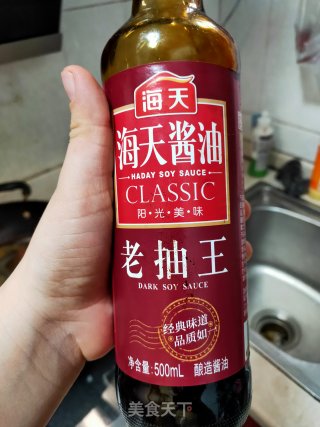 海天
海天酱油
HADAY SOY SAUCE
CLASSIC
阳·光·美·味
老抽王
DARK SOY SAUCE
经典味道
品质如一
净含量:500mL 酿造酱油
美食天下